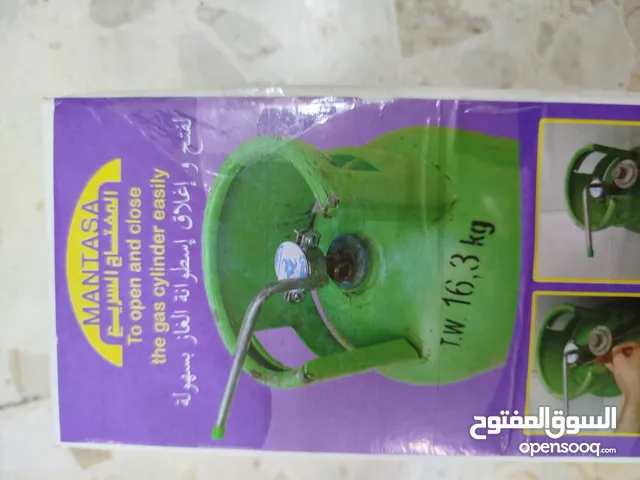 MANTASA
المفتاح السريع
To open and close
the gas cylinder easily
لفتح و إغلاق إسطوانة الغاز بسهولة
T.W. 16,3 kg
السوق المفتوح
opensooq.com